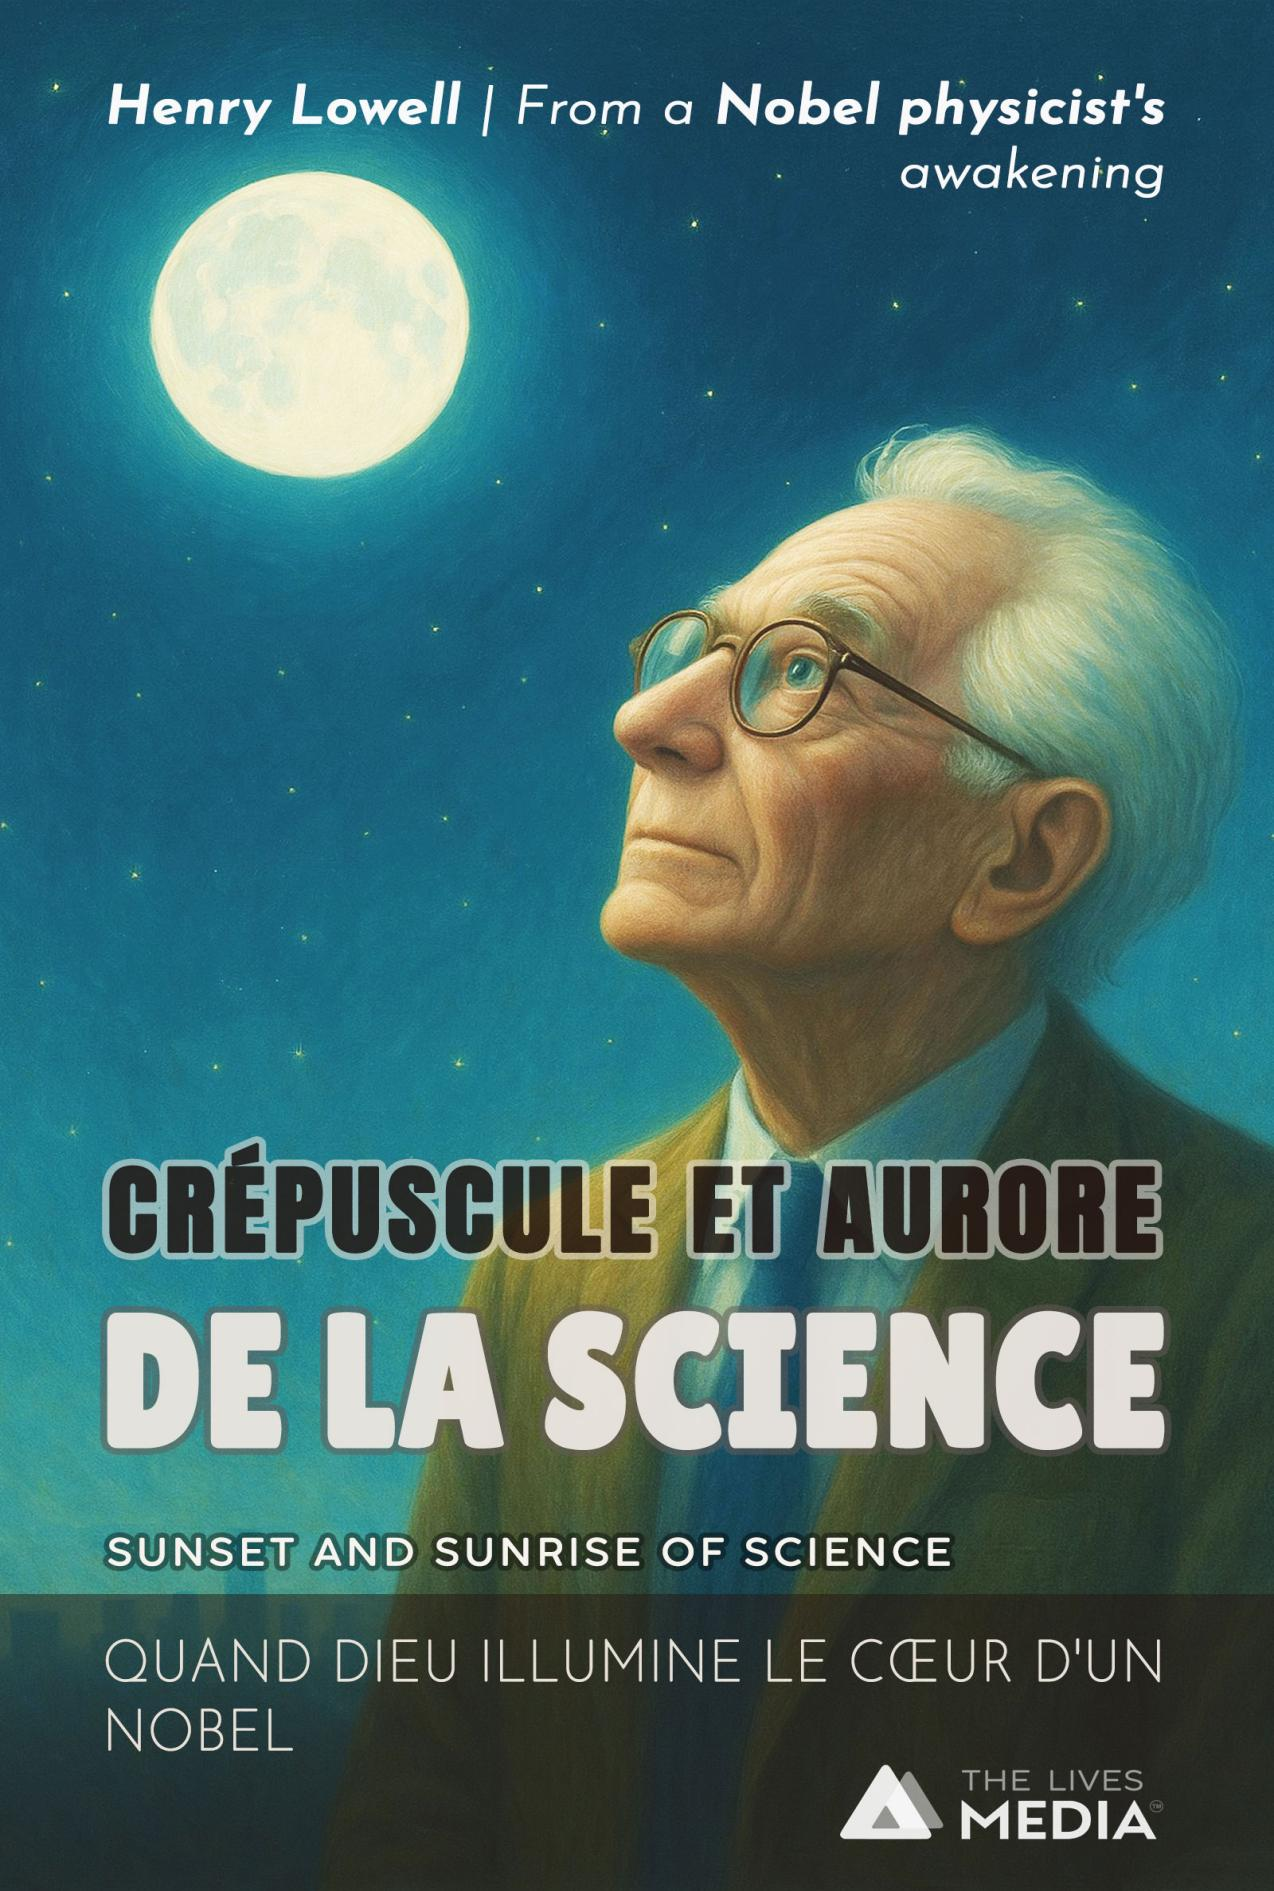 Henry Lowell | From a Nobel physicist's
awakening
CRÉPUSCULE ET AURORE
DE LA SCIENCE
SUNSET AND SUNRISE OF SCIENCE
QUAND DIEU ILLUMINE LE CŒUR D'UN
NOBEL
THE LIVES
MEDIA™